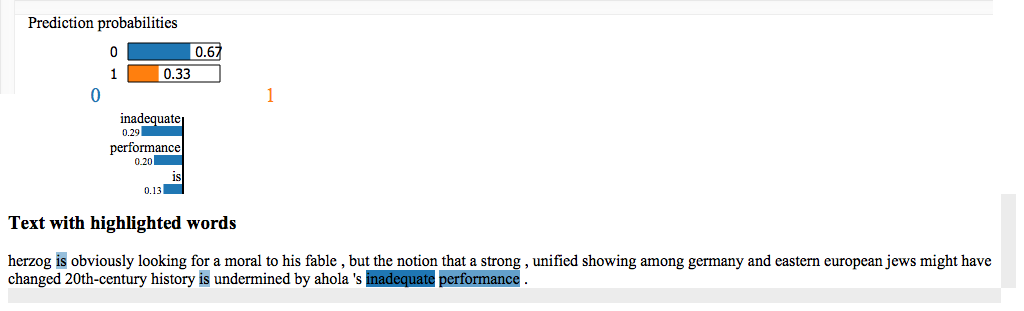 Prediction probabilities
0 0.67
1 0.33
0 1
inadequate
0.29
performance
0.20
is
0.13
Text with highlighted words
herzog is obviously looking for a moral to his fable , but the notion that a strong , unified showing among germany and eastern european jews might have
changed 20th-century history is undermined by ahola 's inadequate performance .